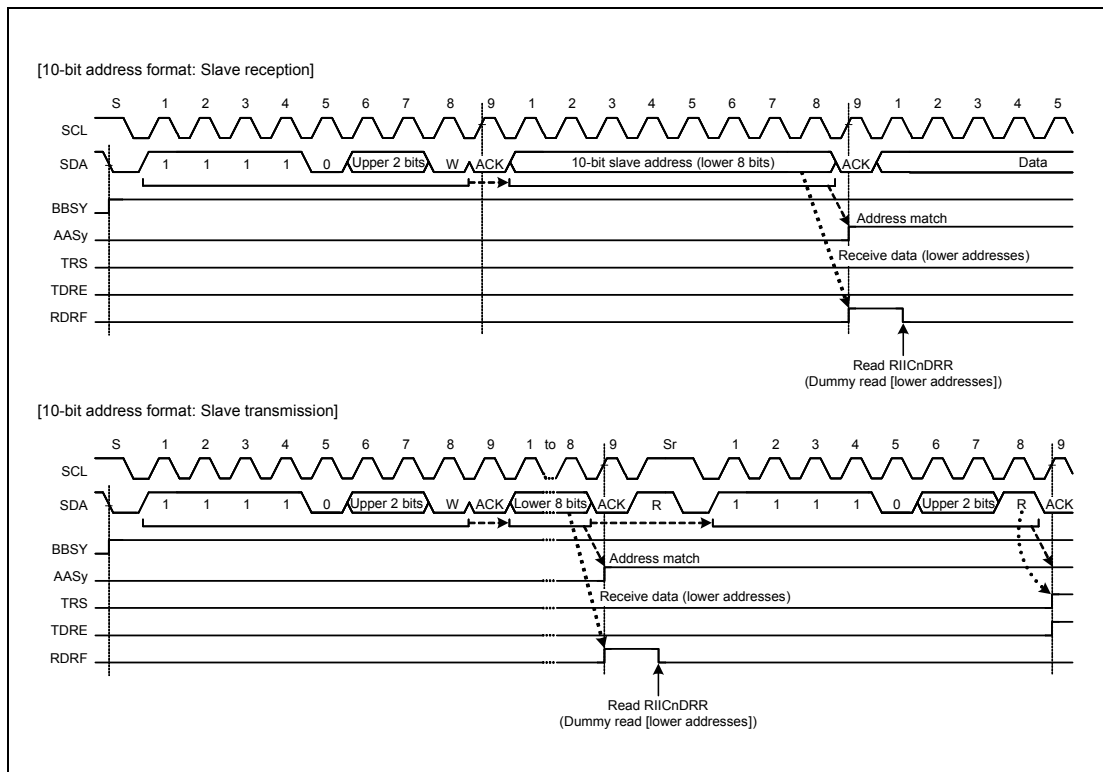 [10-bit address format: Slave reception]
S 1 2 3 4 5 6 7 8 9 1 2 3 4 5 6 7 8 9 1 2 3 4 5
SCL
SDA 1 1 1 1 0 Upper 2 bits W ACK 10-bit slave address (lower 8 bits) ACK Data
BBSY
Address match
AASy
Receive data (lower addresses)
TRS
TDRE
RDRF
Read RIICnDRR
(Dummy read [lower addresses])
[10-bit address format: Slave transmission]
S 1 2 3 4 5 6 7 8 9 1 to 8 9 Sr 1 2 3 4 5 6 7 8 9
SCL
SDA 1 1 1 1 0 Upper 2 bits W ACK Lower 8 bits ACK R 1 1 1 1 0 Upper 2 bits R ACK
BBSY
Address match
AASy
Receive data (lower addresses)
TRS
TDRE
RDRF
Read RIICnDRR
(Dummy read [lower addresses])